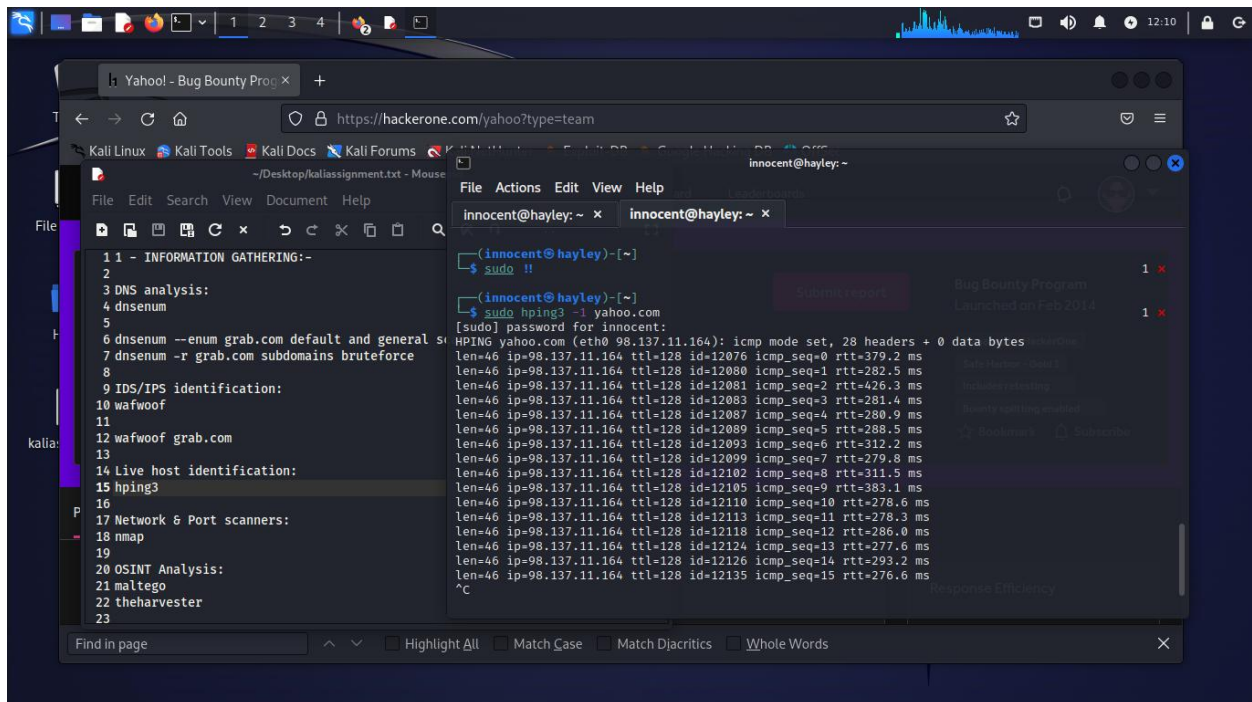 1 2 3 4
2
12:10
Yahoo! - Bug Bounty Prog
https://hackerone.com/yahoo?type=team
Kali Linux Kali Tools Kali Docs Kali Forums
~/Desktop/kaliassignment.txt - Mouse
File Edit Search View Document Help
1 1 - INFORMATION GATHERING:-
2
3 DNS analysis:
4 dnsenum
5
6 dnsenum --enum grab.com default and general s
7 dnsenum -r grab.com subdomains bruteforce
8
9 IDS/IPS identification:
10 wafwoof
11
12 wafwoof grab.com
13
14 Live host identification:
15 hping3
16
17 Network & Port scanners:
18 nmap
19
20 OSINT Analysis:
21 maltego
22 theharvester
23
innocent@hayley: ~
File Actions Edit View Help
innocent@hayley: ~ × innocent@hayley: ~ ×
┌──(innocent㉿hayley)-[~]
└─$ sudo !!
1 ×
┌──(innocent㉿hayley)-[~]
└─$ sudo hping3 -1 yahoo.com
1 ×
[sudo] password for innocent:
HPING yahoo.com (eth0 98.137.11.164): icmp mode set, 28 headers + 0 data bytes
len=46 ip=98.137.11.164 ttl=128 id=12076 icmp_seq=0 rtt=379.2 ms
len=46 ip=98.137.11.164 ttl=128 id=12080 icmp_seq=1 rtt=282.5 ms
len=46 ip=98.137.11.164 ttl=128 id=12081 icmp_seq=2 rtt=426.3 ms
len=46 ip=98.137.11.164 ttl=128 id=12083 icmp_seq=3 rtt=281.4 ms
len=46 ip=98.137.11.164 ttl=128 id=12087 icmp_seq=4 rtt=280.9 ms
len=46 ip=98.137.11.164 ttl=128 id=12089 icmp_seq=5 rtt=288.5 ms
len=46 ip=98.137.11.164 ttl=128 id=12093 icmp_seq=6 rtt=312.2 ms
len=46 ip=98.137.11.164 ttl=128 id=12099 icmp_seq=7 rtt=279.8 ms
len=46 ip=98.137.11.164 ttl=128 id=12102 icmp_seq=8 rtt=311.5 ms
len=46 ip=98.137.11.164 ttl=128 id=12105 icmp_seq=9 rtt=383.1 ms
len=46 ip=98.137.11.164 ttl=128 id=12110 icmp_seq=10 rtt=278.6 ms
len=46 ip=98.137.11.164 ttl=128 id=12113 icmp_seq=11 rtt=278.3 ms
len=46 ip=98.137.11.164 ttl=128 id=12118 icmp_seq=12 rtt=286.0 ms
len=46 ip=98.137.11.164 ttl=128 id=12124 icmp_seq=13 rtt=277.6 ms
len=46 ip=98.137.11.164 ttl=128 id=12126 icmp_seq=14 rtt=293.2 ms
len=46 ip=98.137.11.164 ttl=128 id=12135 icmp_seq=15 rtt=276.6 ms
^C
Submit report
Bug Bounty Program
Launched on Feb 2014
Bookmark Subscribe
Response Efficiency
File
kalia
Find in page
Highlight All Match Case Match Diacritics Whole Words